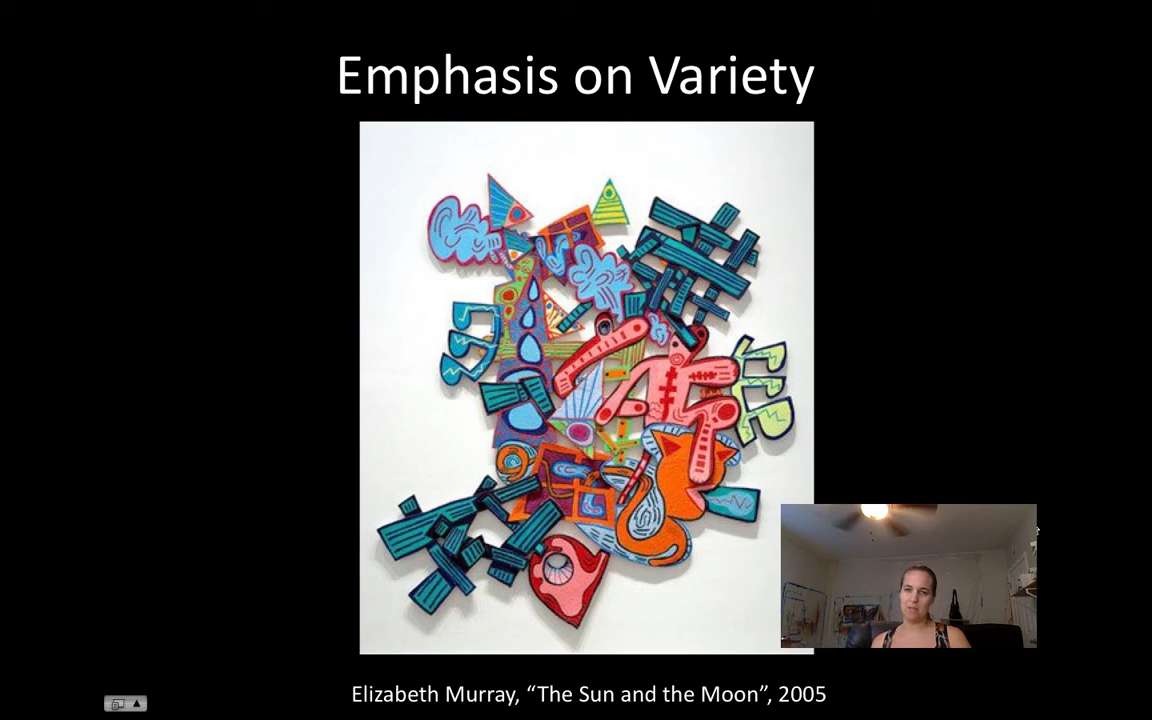 Emphasis on Variety
Elizabeth Murray, “The Sun and the Moon”, 2005